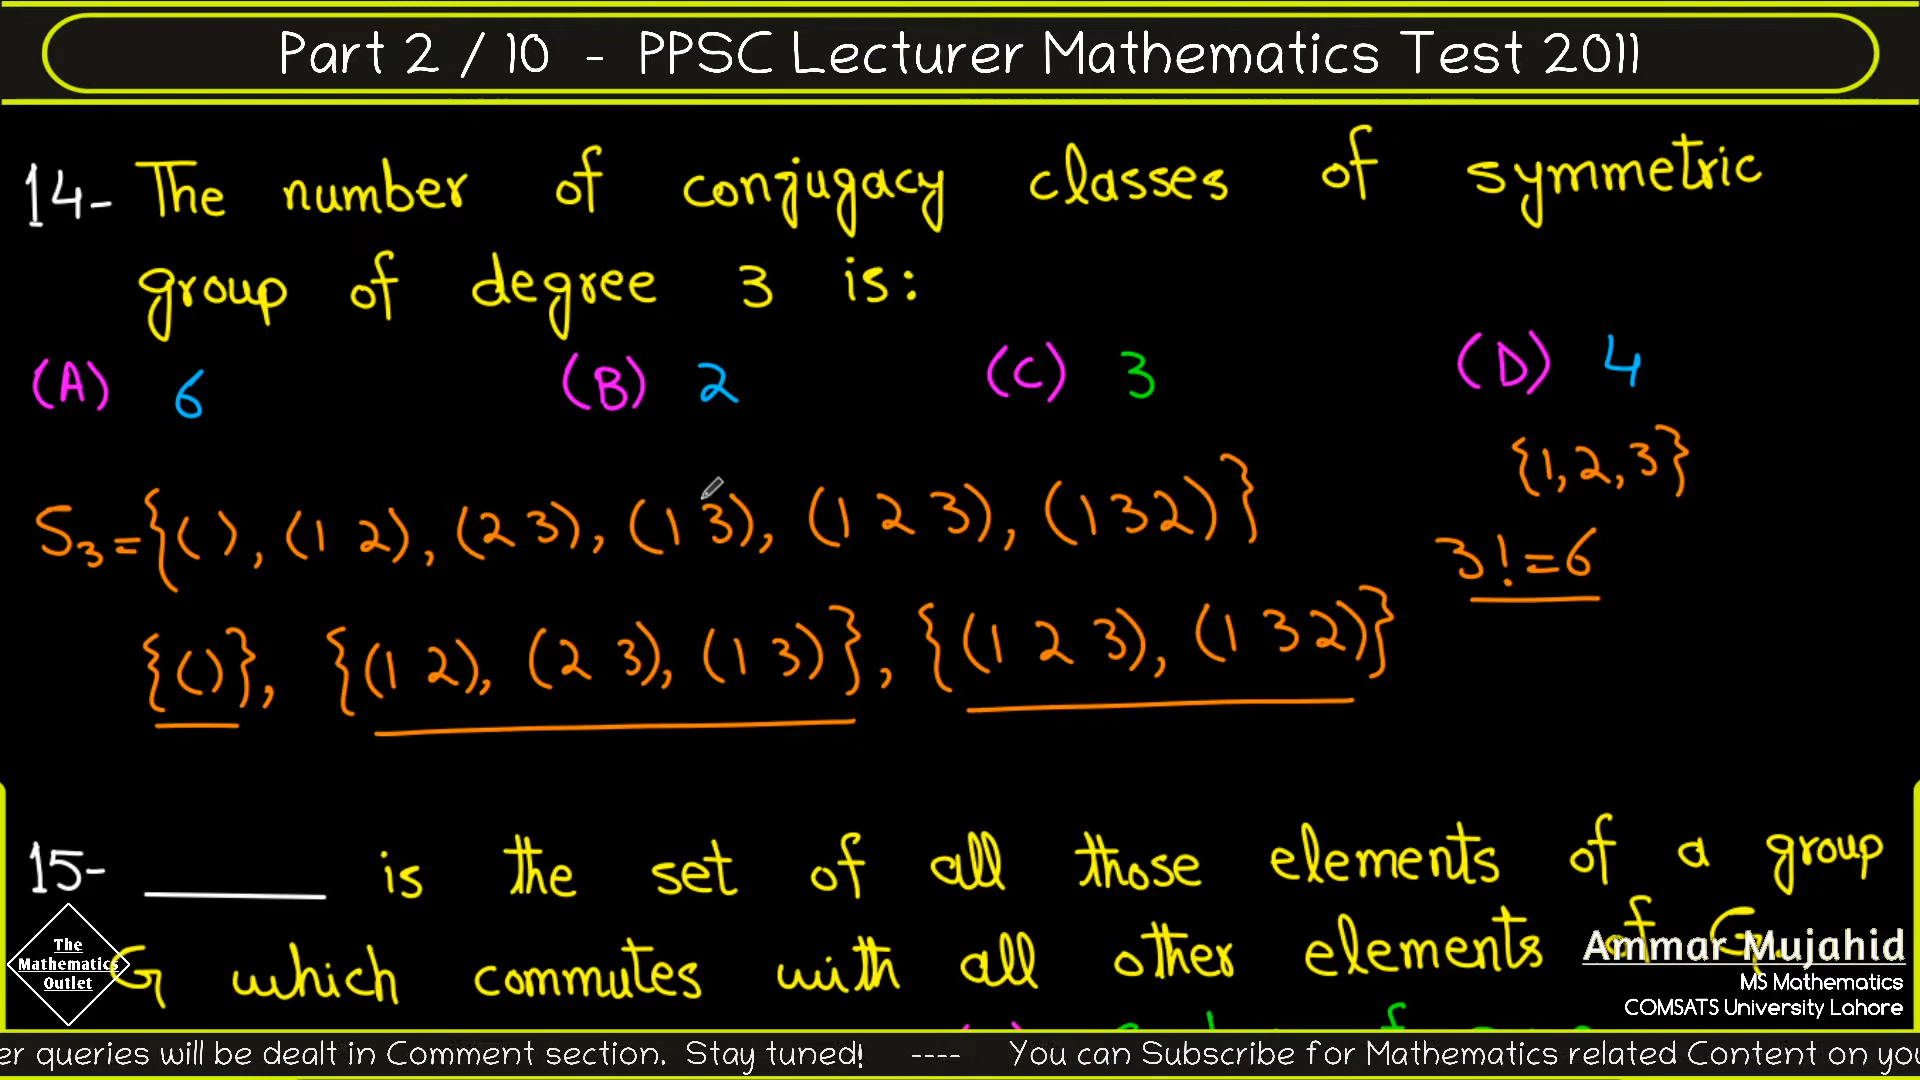 Part 2 / 10 - PPSC Lecturer Mathematics Test 2011
14- The number of conjugacy classes of symmetric
group of degree 3 is:
(A) 6 (B) 2 (C) 3 (D) 4
{1, 2, 3}
S₃ = {( ), (1 2), (2 3), (1 3), (1 2 3), (1 3 2)}
3! = 6
{( )}, {(1 2), (2 3), (1 3)}, {(1 2 3), (1 3 2)}
15- ______ is the set of all those elements of a group
G which commutes with all other elements of G.
The
Mathematics
Outlet
Ammar Mujahid
MS Mathematics
COMSATS University Lahore
er queries will be dealt in Comment section. Stay tuned! ---- You can Subscribe for Mathematics related Content on you